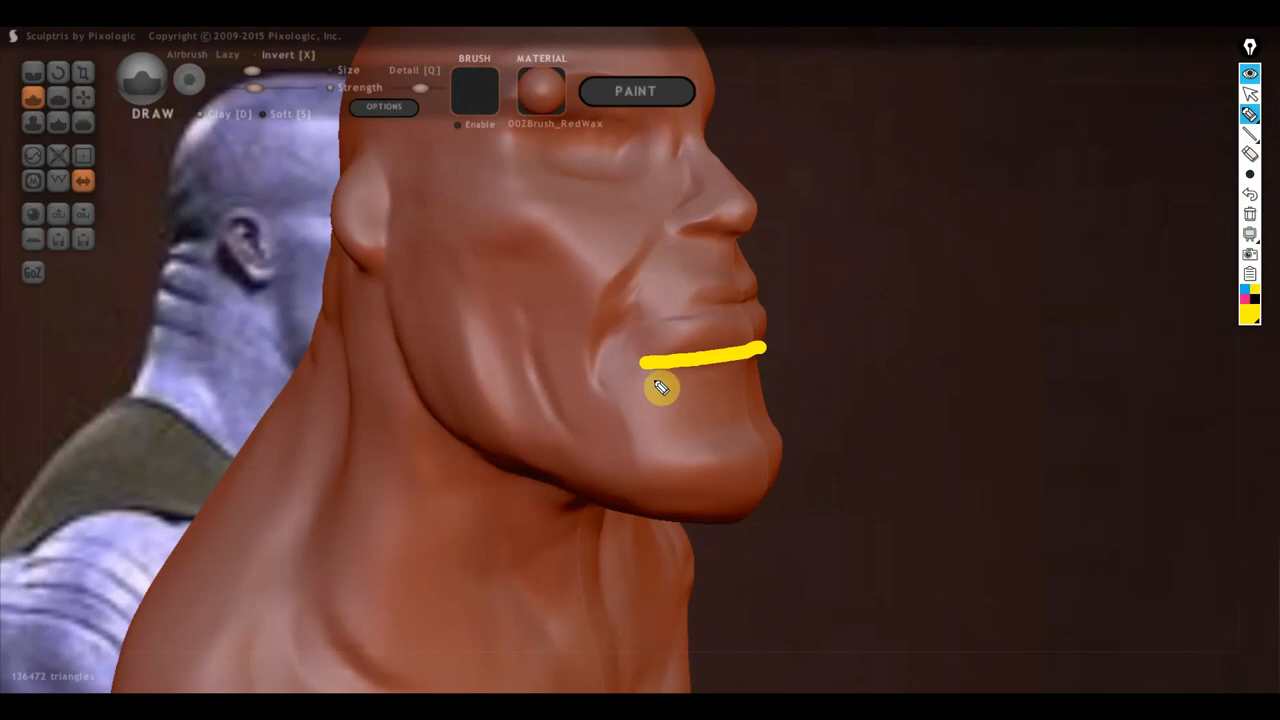 Sculptris by Pixologic Copyright © 2009-2015 Pixologic, Inc.
Airbrush Lazy Invert [X]
BRUSH MATERIAL
Size Detail [Q]
Strength
PAINT
OPTIONS
DRAW
Clay [D] Soft [S]
Enable
00ZBrush_RedWax
GoZ
136472 triangles